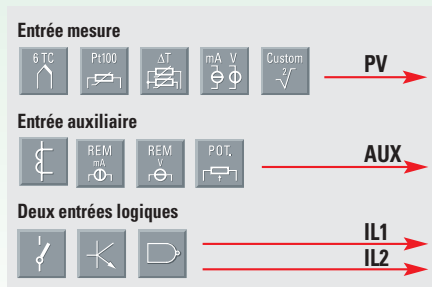 Entrée mesure
6 TC Pt100 ΔT mA V Custom
2√
PV
Entrée auxiliaire
REM mA REM V POT.
AUX
Deux entrées logiques
IL1
IL2